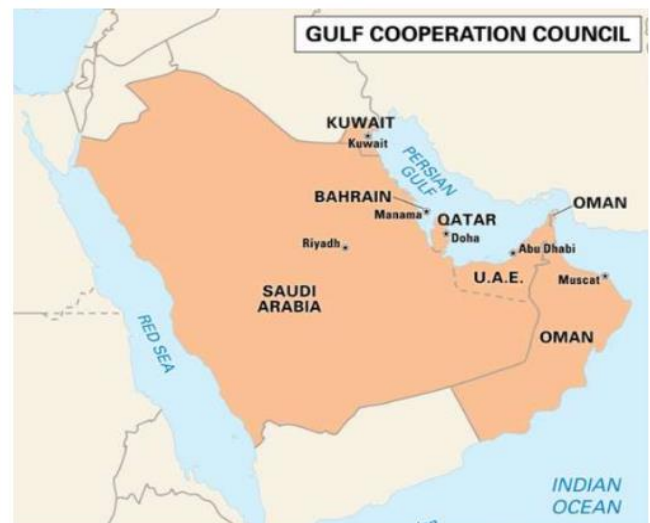 GULF COOPERATION COUNCIL
KUWAIT
Kuwait
PERSIAN
GULF
BAHRAIN
Manama
QATAR
Doha
OMAN
Riyadh
Abu Dhabi
U.A.E.
Muscat
SAUDI
ARABIA
OMAN
RED SEA
INDIAN
OCEAN